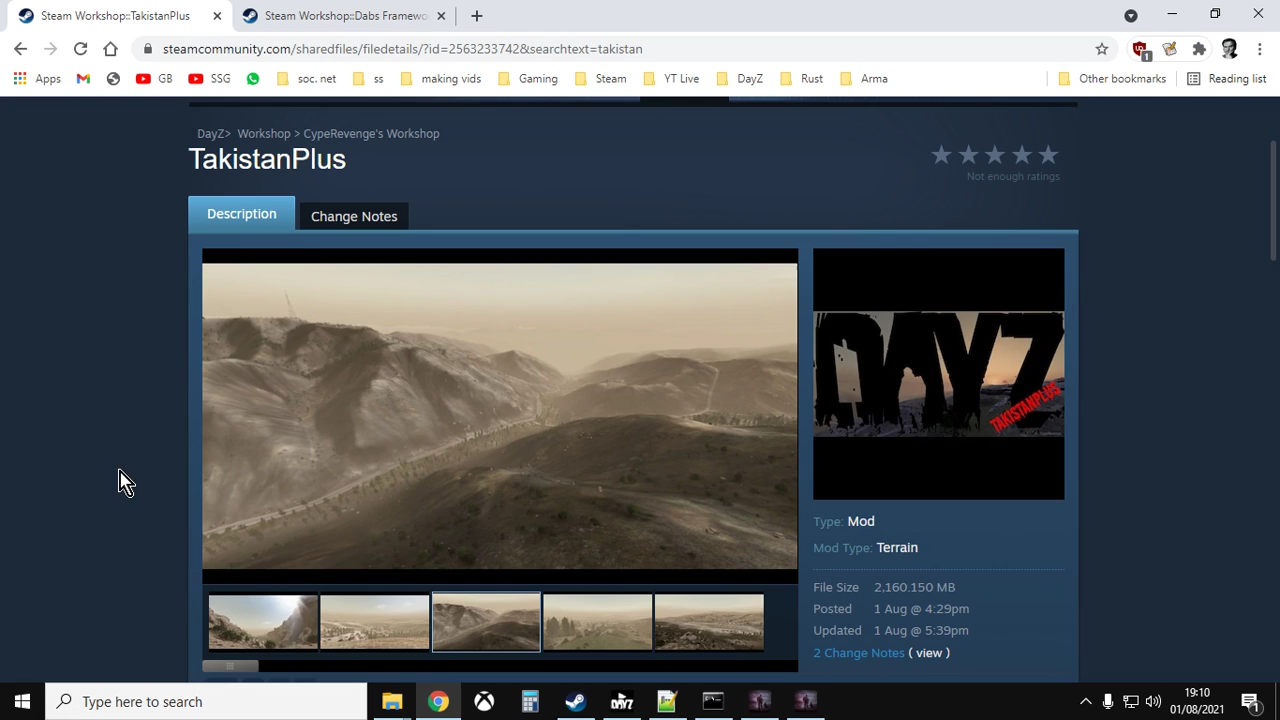 Steam Workshop::TakistanPlus
Steam Workshop::Dabs Framewo
steamcommunity.com/sharedfiles/filedetails/?id=2563233742&searchtext=takistan
1
Apps
GB
SSG
soc. net
ss
making vids
Gaming
Steam
YT Live
DayZ
Rust
Arma
Other bookmarks
Reading list
DayZ> Workshop > CypeRevenge's Workshop
TakistanPlus
Not enough ratings
Description
Change Notes
DAYZ
TAKISTANPLUS
Type: Mod
Mod Type: Terrain
File Size 2,160.150 MB
Posted 1 Aug @ 4:29pm
Updated 1 Aug @ 5:39pm
2 Change Notes ( view )
Type here to search
DAYZ
19:10
01/08/2021
1